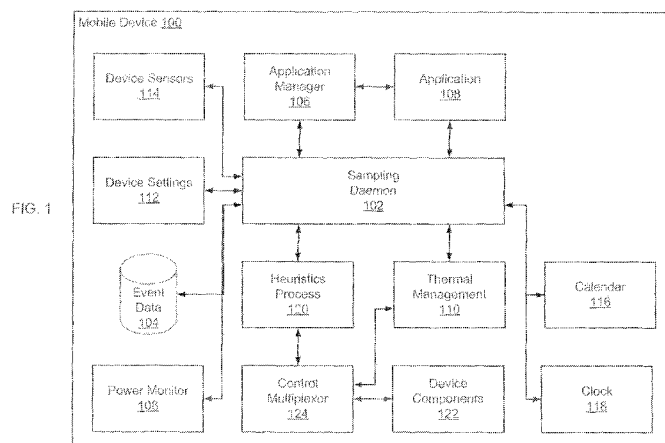 Mobile Device 100
Device Sensors
114
Application
Manager
106
Application
108
Device Settings
112
Sampling
Daemon
102
FIG. 1
Event
Data
104
Heuristics
Process
120
Thermal
Management
110
Calendar
116
Power Monitor
Control
Multiplexor
124
Device
Components
122
Clock
118